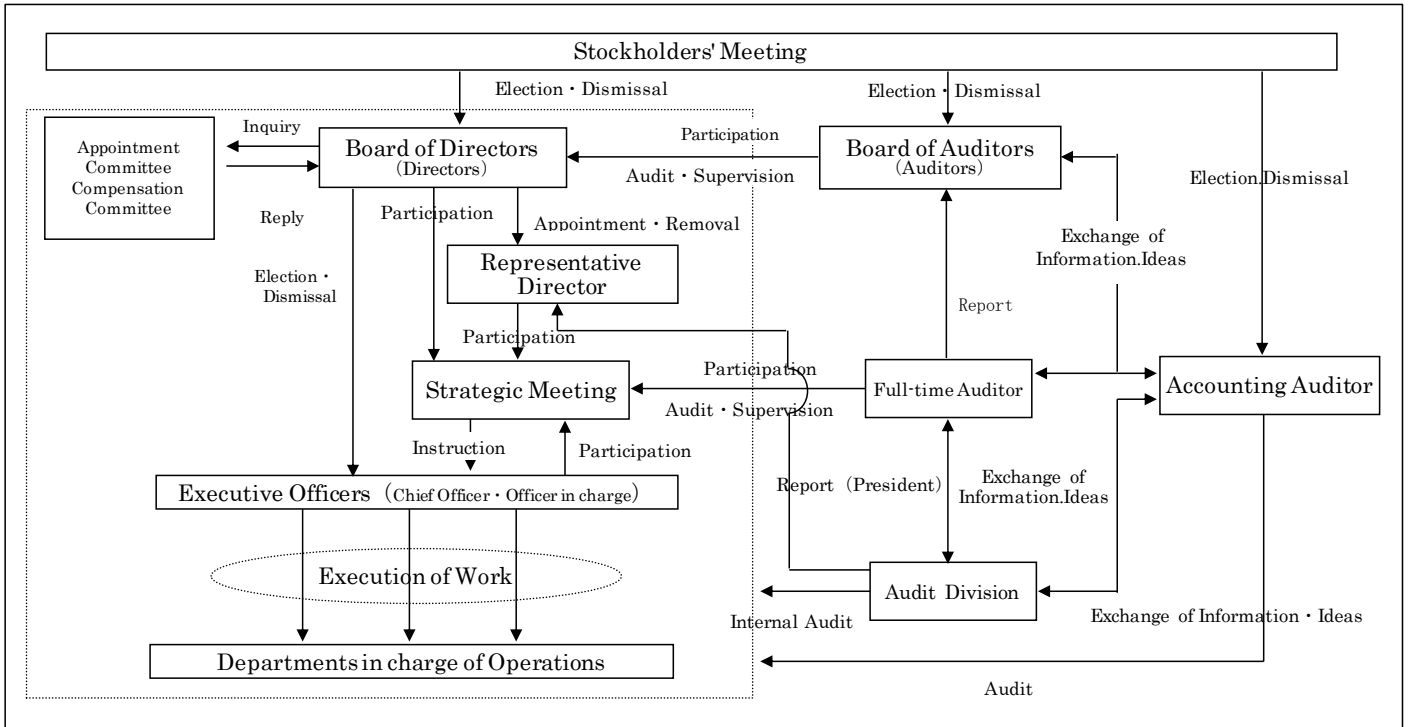 Stockholders' Meeting
Election・Dismissal
Election・Dismissal
Inquiry
Appointment
Committee
Compensation
Committee
Board of Directors
(Directors)
Participation
Audit・Supervision
Board of Auditors
(Auditors)
Election.Dismissal
Reply
Participation
Appointment・Removal
Exchange of
Information.Ideas
Representative
Director
Election・
Dismissal
Report
Participation
Strategic Meeting
Participation
Audit・Supervision
Full-time Auditor
Accounting Auditor
Instruction
Participation
Executive Officers (Chief Officer・Officer in charge)
Report (President)
Exchange of
Information.Ideas
Execution of Work
Audit Division
Internal Audit
Exchange of Information・Ideas
Departments in charge of Operations
Audit